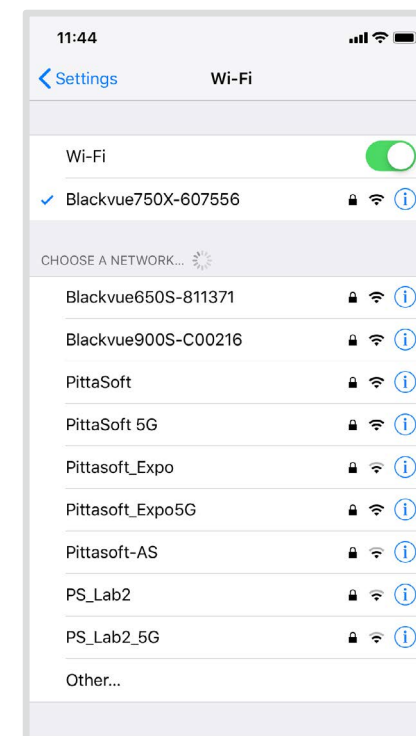 11:44
Settings
Wi-Fi
Wi-Fi
Blackvue750X-607556
CHOOSE A NETWORK...
Blackvue650S-811371
Blackvue900S-C00216
PittaSoft
PittaSoft 5G
Pittasoft_Expo
Pittasoft_Expo5G
Pittasoft-AS
PS_Lab2
PS_Lab2_5G
Other...